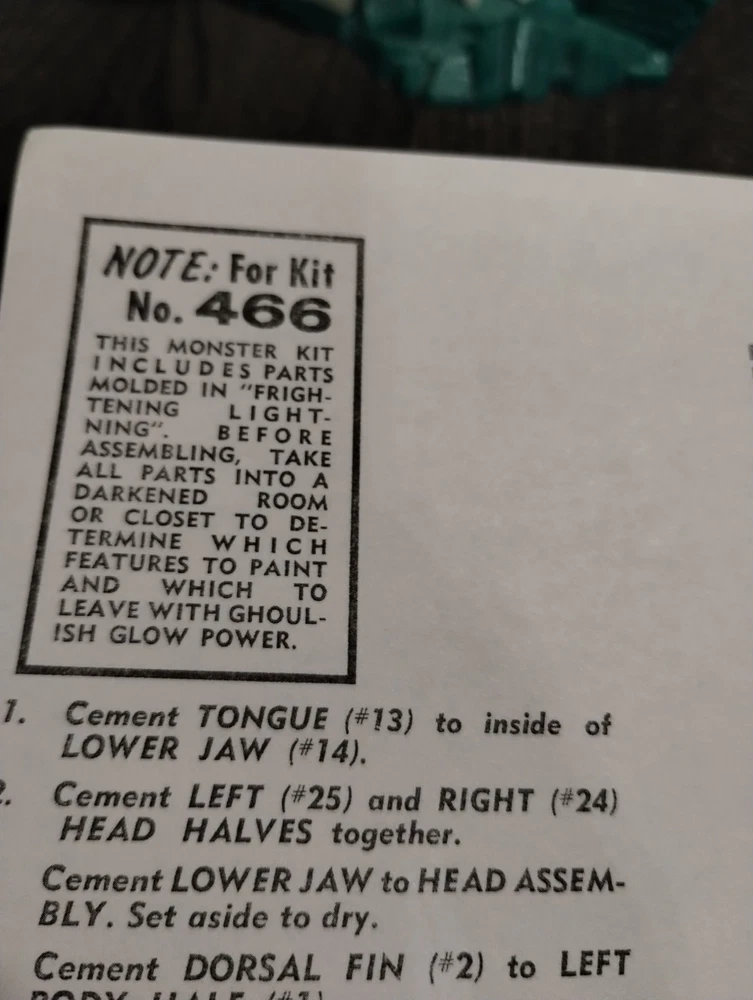 NOTE: For Kit
No. 466
THIS MONSTER KIT
INCLUDES PARTS
MOLDED IN "FRIGH-
TENING LIGHT-
NING". BEFORE
ASSEMBLING, TAKE
ALL PARTS INTO A
DARKENED ROOM
OR CLOSET TO DE-
TERMINE WHICH
FEATURES TO PAINT
AND WHICH TO
LEAVE WITH GHOUL-
ISH GLOW POWER.
1. Cement TONGUE (#13) to inside of
LOWER JAW (#14).
2. Cement LEFT (#25) and RIGHT (#24)
HEAD HALVES together.
Cement LOWER JAW to HEAD ASSEM-
BLY. Set aside to dry.
Cement DORSAL FIN (#2) to LEFT
BODY HALF (#1)